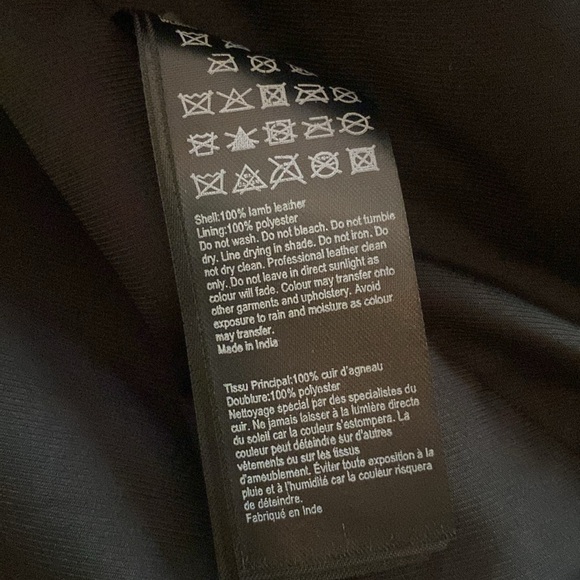 Shell:100% lamb leather
Lining:100% polyester
Do not wash. Do not bleach. Do not tumble
dry. Line drying in shade. Do not iron. Do
not dry clean. Professional leather clean
only. Do not leave in direct sunlight as
colour will fade. Colour may transfer onto
other garments and upholstery. Avoid
exposure to rain and moisture as colour
may transfer.
Made in India
Tissu Principal:100% cuir d'agneau
Doublure:100% polyester
Nettoyage spécial par des specialistes du
cuir. Ne jamais laisser à la lumière directe
du soleil car la couleur s'estompera. La
couleur peut déteindre sur d'autres
vêtements ou sur les tissus
d'ameublement. Éviter toute exposition à la
pluie et à l'humidité car la couleur risquera
de déteindre.
Fabriqué en Inde